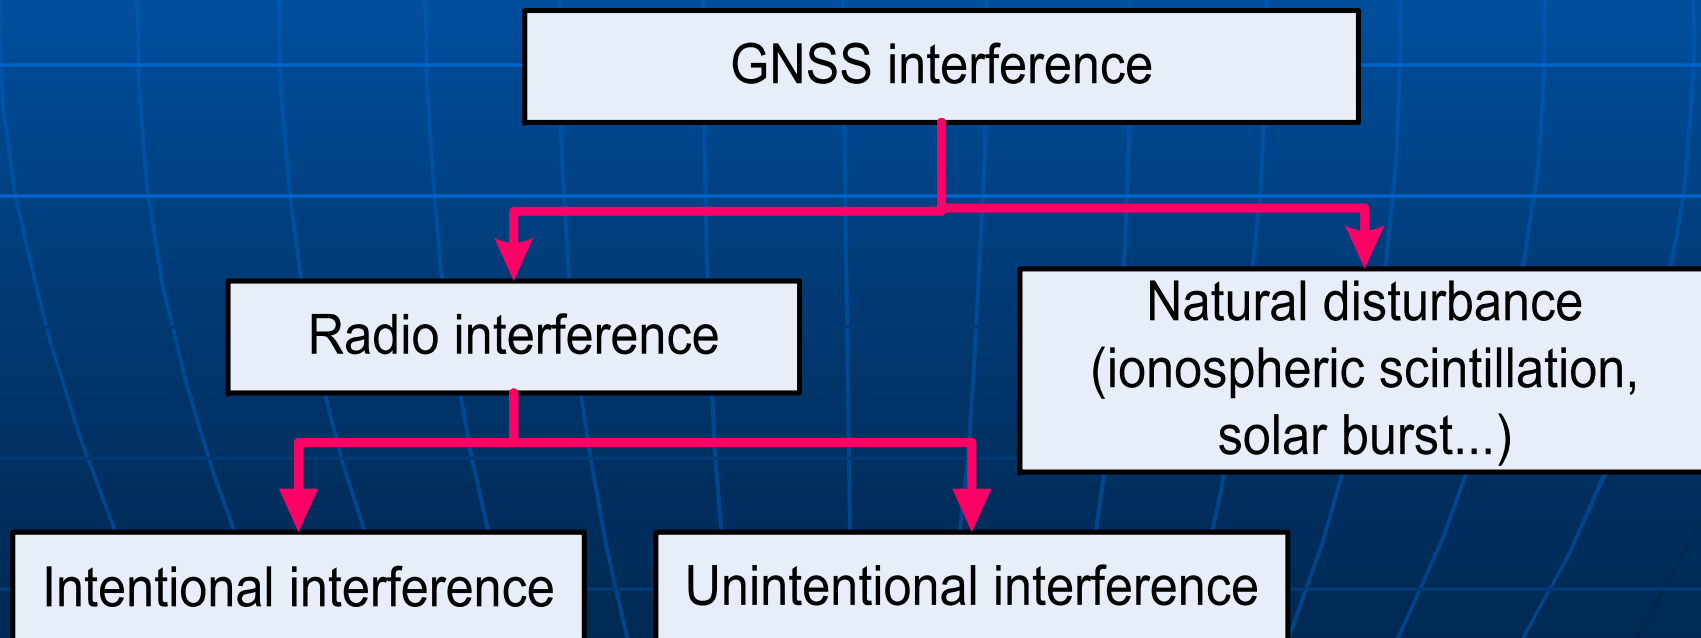 GNSS interference
Radio interference
Natural disturbance
(ionospheric scintillation,
solar burst...)
Intentional interference
Unintentional interference